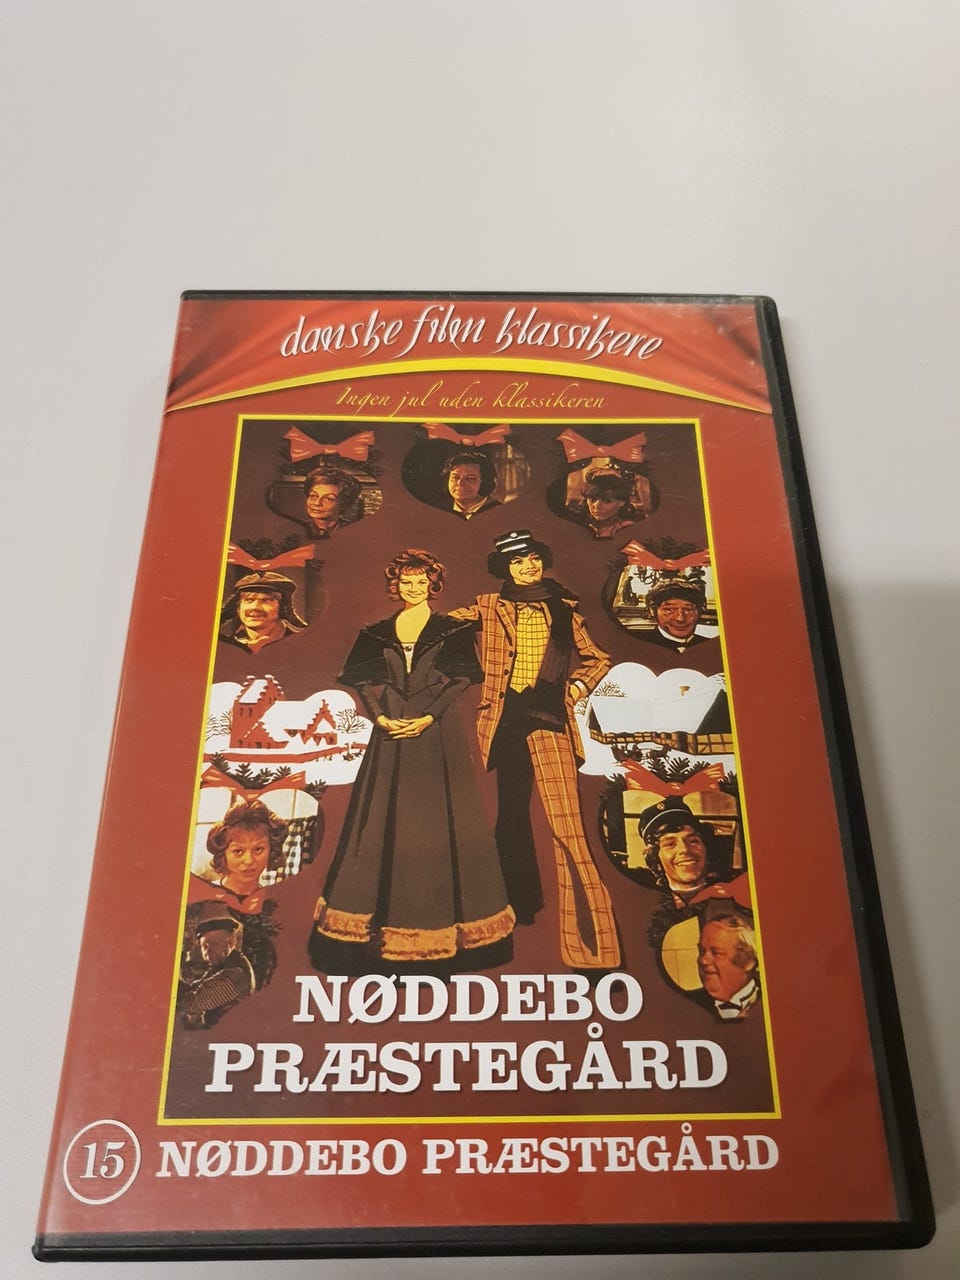 danske film klassikere
Ingen jul uden klassikeren
NØDDEBO
PRÆSTEGÅRD
15 NØDDEBO PRÆSTEGÅRD